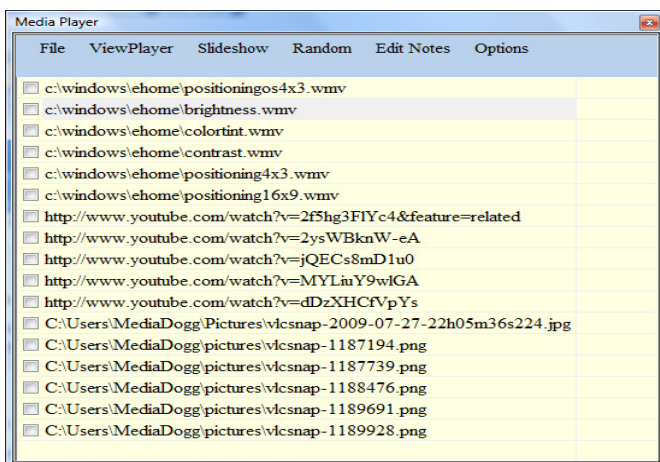 Media Player
File ViewPlayer Slideshow Random Edit Notes Options
c:\windows\ehome\positioningos4x3.wmv
c:\windows\ehome\brightness.wmv
c:\windows\ehome\colortint.wmv
c:\windows\ehome\contrast.wmv
c:\windows\ehome\positioning4x3.wmv
c:\windows\ehome\positioning16x9.wmv
http://www.youtube.com/watch?v=2f5hg3FlYc4&feature=related
http://www.youtube.com/watch?v=2ysWBknW-eA
http://www.youtube.com/watch?v=jQECs8mD1u0
http://www.youtube.com/watch?v=MYLiuY9wlGA
http://www.youtube.com/watch?v=dDzXHCfVpYs
C:\Users\MediaDogg\Pictures\vlcsnap-2009-07-27-22h05m36s224.jpg
C:\Users\MediaDogg\pictures\vlcsnap-1187194.png
C:\Users\MediaDogg\pictures\vlcsnap-1187739.png
C:\Users\MediaDogg\pictures\vlcsnap-1188476.png
C:\Users\MediaDogg\pictures\vlcsnap-1189691.png
C:\Users\MediaDogg\pictures\vlcsnap-1189928.png